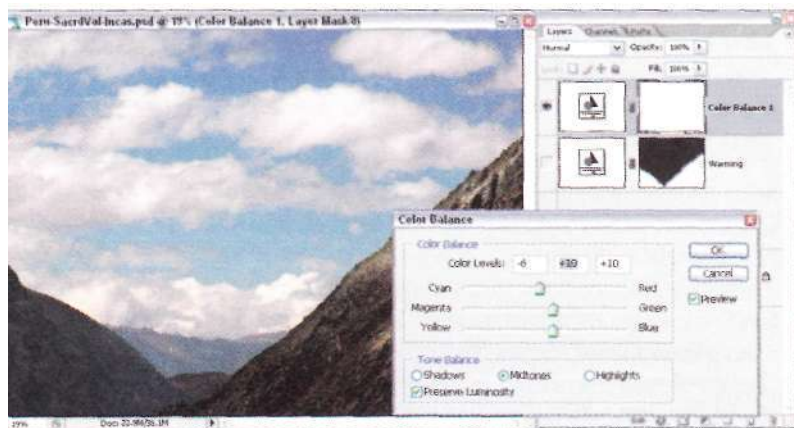 Peru-SacrdVal-Incas.psd @ 19% (Color Balance 1, Layer Mask/8)
Layers Channels Paths
Normal Opacity: 100%
Fill: 100%
Color Balance 1
Warming
Color Balance
Color Balance
Color Levels: -6 +10 +10
Cyan Red
Magenta Green
Yellow Blue
OK
Cancel
Preview
Tone Balance
Shadows Midtones Highlights
Preserve Luminosity
19% Doc: